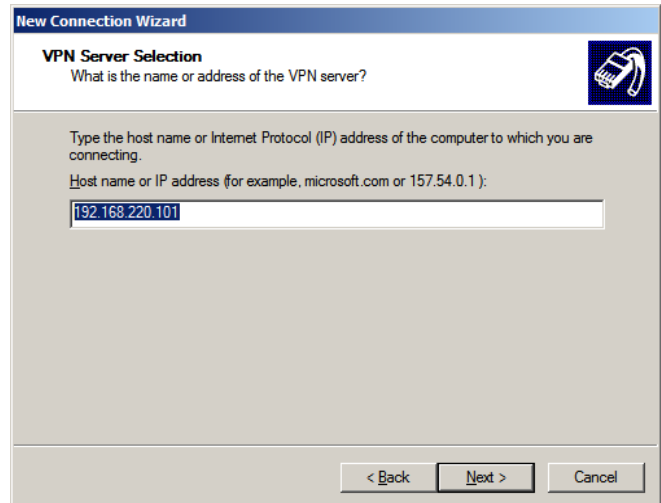 New Connection Wizard
VPN Server Selection
What is the name or address of the VPN server?
Type the host name or Internet Protocol (IP) address of the computer to which you are
connecting.
Host name or IP address (for example, microsoft.com or 157.54.0.1 ):
192.168.220.101
< Back Next > Cancel